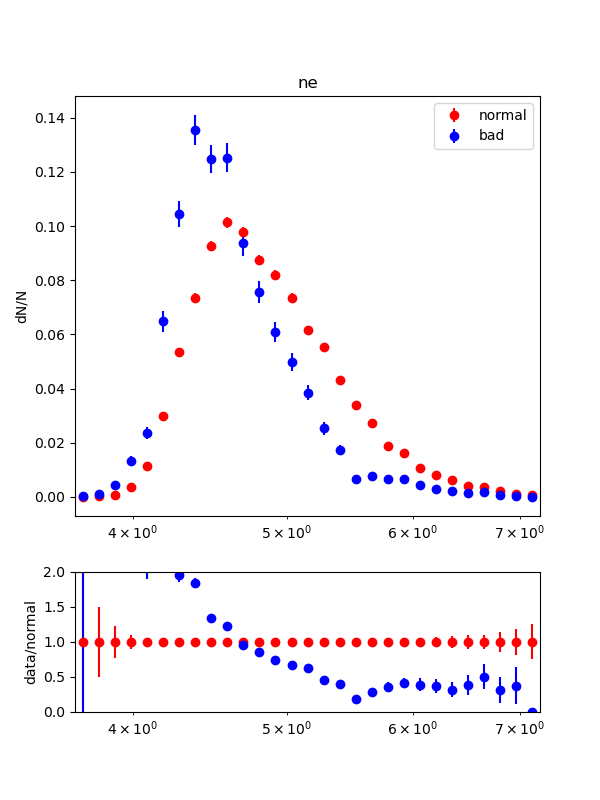 ne
normal
bad
dN/N
0.14
0.12
0.10
0.08
0.06
0.04
0.02
0.00
4 × 10⁰
5 × 10⁰
6 × 10⁰
7 × 10⁰
data/normal
2.0
1.5
1.0
0.5
0.0
4 × 10⁰
5 × 10⁰
6 × 10⁰
7 × 10⁰